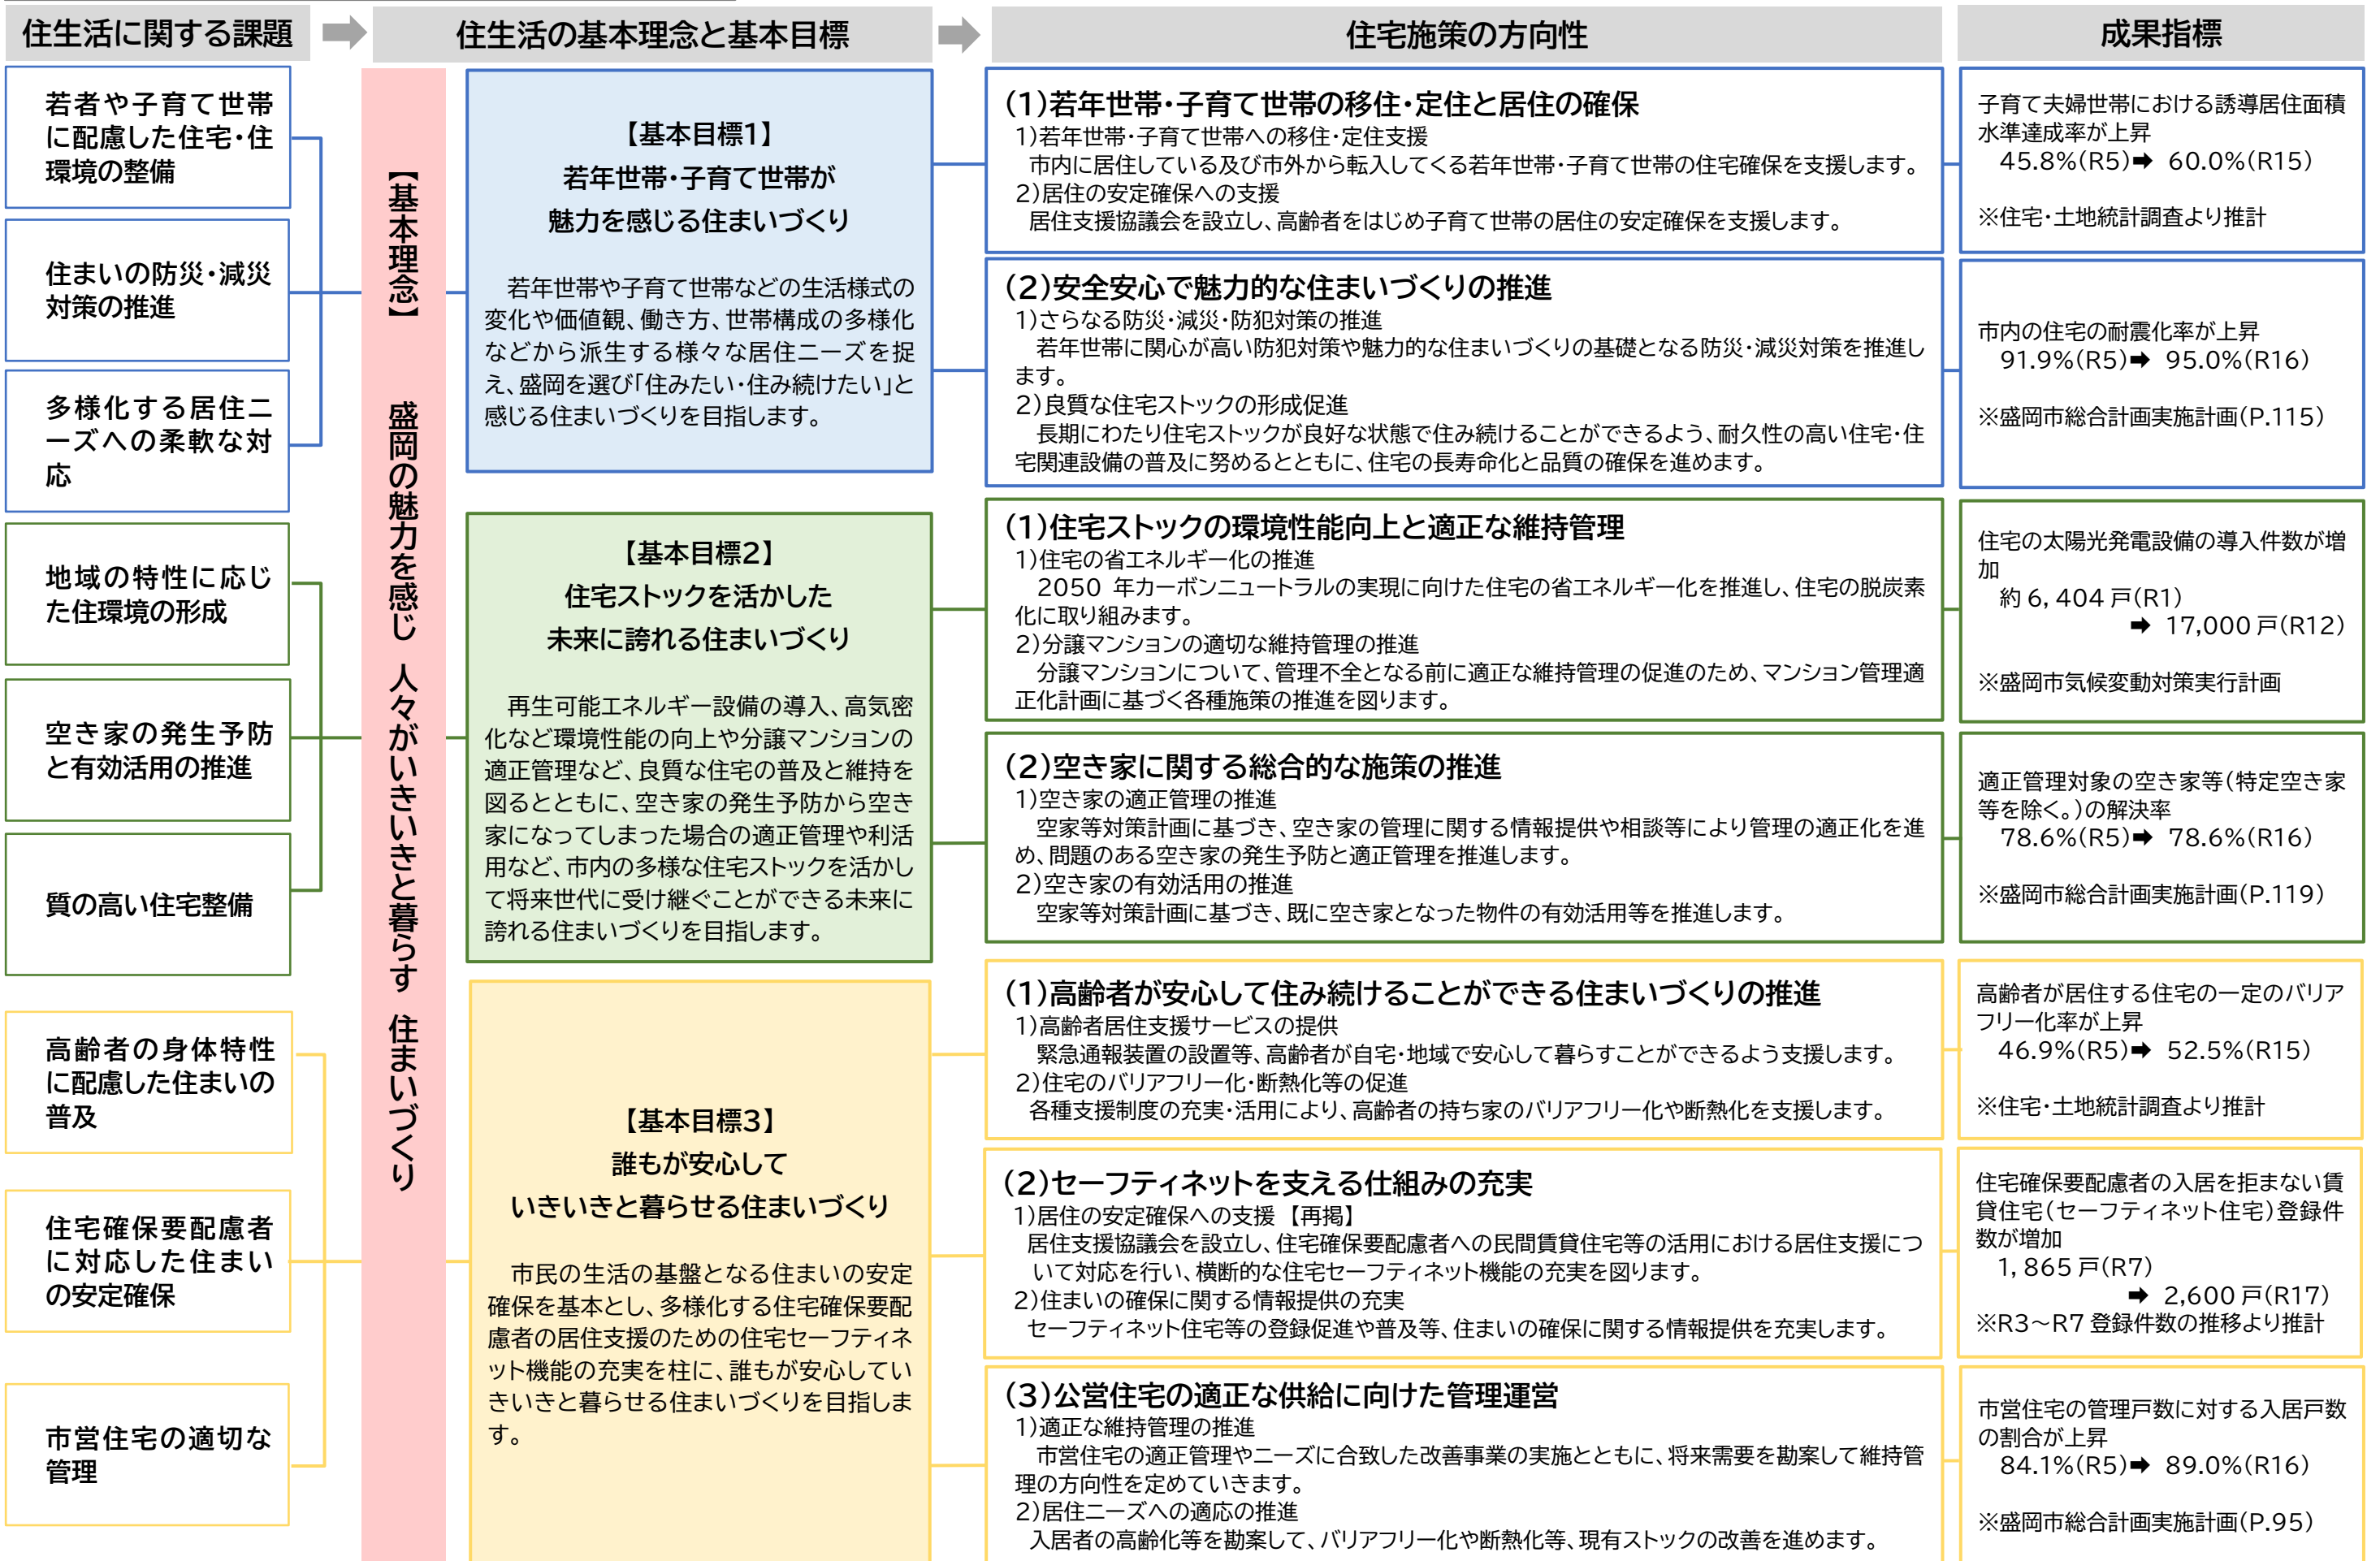 住生活に関する課題
住生活の基本理念と基本目標
住宅施策の方向性
成果指標
若者や子育て世帯
に配慮した住宅・住
環境の整備
住まいの防災・減災
対策の推進
多様化する居住ニ
ーズへの柔軟な対
応
地域の特性に応じ
た住環境の形成
空き家の発生予防
と有効活用の推進
質の高い住宅整備
高齢者の身体特性
に配慮した住まいの
普及
住宅確保要配慮者
に対応した住まい
の安定確保
市営住宅の適切な
管理
【基本理念】 盛岡の魅力を感じ 人々がいきいきと暮らす 住まいづくり
【基本目標1】
若年世帯・子育て世帯が
魅力を感じる住まいづくり
若年世帯や子育て世帯などの生活様式の
変化や価値観、働き方、世帯構成の多様化
などから派生する様々な居住ニーズを捉
え、盛岡を選び「住みたい・住み続けたい」と
感じる住まいづくりを目指します。
【基本目標2】
住宅ストックを活かした
未来に誇れる住まいづくり
再生可能エネルギー設備の導入、高気密
化など環境性能の向上や分譲マンションの
適正管理など、良質な住宅の普及と維持を
図るとともに、空き家の発生予防から空き
家になってしまった場合の適正管理や利活
用など、市内の多様な住宅ストックを活かし
て将来世代に受け継ぐことができる未来に
誇れる住まいづくりを目指します。
【基本目標3】
誰もが安心して
いきいきと暮らせる住まいづくり
市民の生活の基盤となる住まいの安定
確保を基本とし、多様化する住宅確保要配
慮者の居住支援のための住宅セーフティネ
ット機能の充実を柱に、誰もが安心してい
きいきと暮らせる住まいづくりを目指しま
す。
(1)若年世帯・子育て世帯の移住・定住と居住の確保
1)若年世帯・子育て世帯への移住・定住支援
市内に居住している及び市外から転入してくる若年世帯・子育て世帯の住宅確保を支援します。
2)居住の安定確保への支援
居住支援協議会を設立し、高齢者をはじめ子育て世帯の居住の安定確保を支援します。
(2)安全安心で魅力的な住まいづくりの推進
1)さらなる防災・減災・防犯対策の推進
若年世帯に関心が高い防犯対策や魅力的な住まいづくりの基礎となる防災・減災対策を推進し
ます。
2)良質な住宅ストックの形成促進
長期にわたり住宅ストックが良好な状態で住み続けることができるよう、耐久性の高い住宅・住
宅関連設備の普及に努めるとともに、住宅の長寿命化と品質の確保を進めます。
(1)住宅ストックの環境性能向上と適正な維持管理
1)住宅の省エネルギー化の推進
2050 年カーボンニュートラルの実現に向けた住宅の省エネルギー化を推進し、住宅の脱炭素
化に取り組みます。
2)分譲マンションの適切な維持管理の推進
分譲マンションについて、管理不全となる前に適正な維持管理の促進のため、マンション管理適
正化計画に基づく各種施策の推進を図ります。
(2)空き家に関する総合的な施策の推進
1)空き家の適正管理の推進
空家等対策計画に基づき、空き家の管理に関する情報提供や相談等により管理の適正化を進
め、問題のある空き家の発生予防と適正管理を推進します。
2)空き家の有効活用の推進
空家等対策計画に基づき、既に空き家となった物件の有効活用等を推進します。
(1)高齢者が安心して住み続けることができる住まいづくりの推進
1)高齢者居住支援サービスの提供
緊急通報装置の設置等、高齢者が自宅・地域で安心して暮らすことができるよう支援します。
2)住宅のバリアフリー化・断熱化等の促進
各種支援制度の充実・活用により、高齢者の持ち家のバリアフリー化や断熱化を支援します。
(2)セーフティネットを支える仕組みの充実
1)居住の安定確保への支援 【再掲】
居住支援協議会を設立し、住宅確保要配慮者への民間賃貸住宅等の活用における居住支援につ
いて対応を行い、横断的な住宅セーフティネット機能の充実を図ります。
2)住まいの確保に関する情報提供の充実
セーフティネット住宅等の登録促進や普及等、住まいの確保に関する情報提供を充実します。
(3)公営住宅の適正な供給に向けた管理運営
1)適正な維持管理の推進
市営住宅の適正管理やニーズに合致した改善事業の実施とともに、将来需要を勘案して維持管
理の方向性を定めていきます。
2)居住ニーズへの適応の推進
入居者の高齢化等を勘案して、バリアフリー化や断熱化等、現有ストックの改善を進めます。
子育て夫婦世帯における誘導居住面積
水準達成率が上昇
45.8%(R5)➡ 60.0%(R15)
※住宅・土地統計調査より推計
市内の住宅の耐震化率が上昇
91.9%(R5)➡ 95.0%(R16)
※盛岡市総合計画実施計画(P.115)
住宅の太陽光発電設備の導入件数が増
加
約 6,404 戸(R1)
➡ 17,000 戸(R12)
※盛岡市気候変動対策実行計画
適正管理対象の空き家等(特定空き家
等を除く。)の解決率
78.6%(R5)➡ 78.6%(R16)
※盛岡市総合計画実施計画(P.119)
高齢者が居住する住宅の一定のバリア
フリー化率が上昇
46.9%(R5)➡ 52.5%(R15)
※住宅・土地統計調査より推計
住宅確保要配慮者の入居を拒まない賃
貸住宅(セーフティネット住宅)登録件
数が増加
1,865 戸(R7)
➡ 2,600 戸(R17)
※R3～R7 登録件数の推移より推計
市営住宅の管理戸数に対する入居戸数
の割合が上昇
84.1%(R5)➡ 89.0%(R16)
※盛岡市総合計画実施計画(P.95)